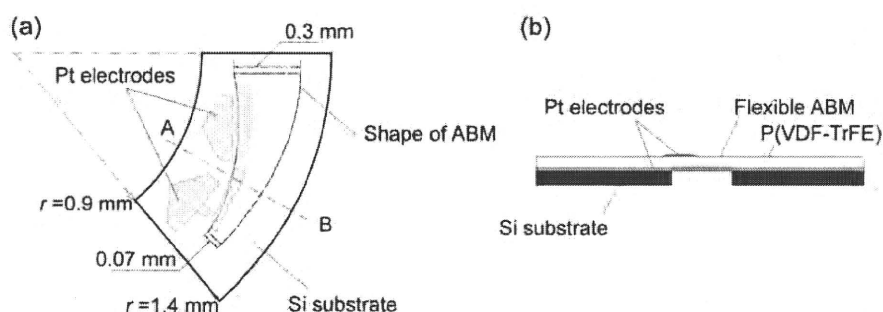 (a)
0.3 mm
Pt electrodes
A
Shape of ABM
r=0.9 mm
B
0.07 mm
r=1.4 mm
Si substrate
(b)
Pt electrodes
Flexible ABM
P(VDF-TrFE)
Si substrate